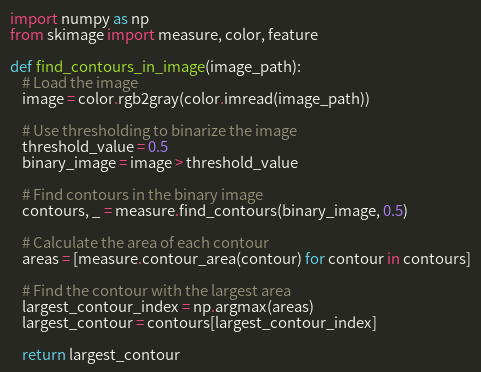 import numpy as np
from skimage import measure, color, feature

def find_contours_in_image(image_path):
    # Load the image
    image = color.rgb2gray(color.imread(image_path))

    # Use thresholding to binarize the image
    threshold_value = 0.5
    binary_image = image > threshold_value

    # Find contours in the binary image
    contours, _ = measure.find_contours(binary_image, 0.5)

    # Calculate the area of each contour
    areas = [measure.contour_area(contour) for contour in contours]

    # Find the contour with the largest area
    largest_contour_index = np.argmax(areas)
    largest_contour = contours[largest_contour_index]

    return largest_contour